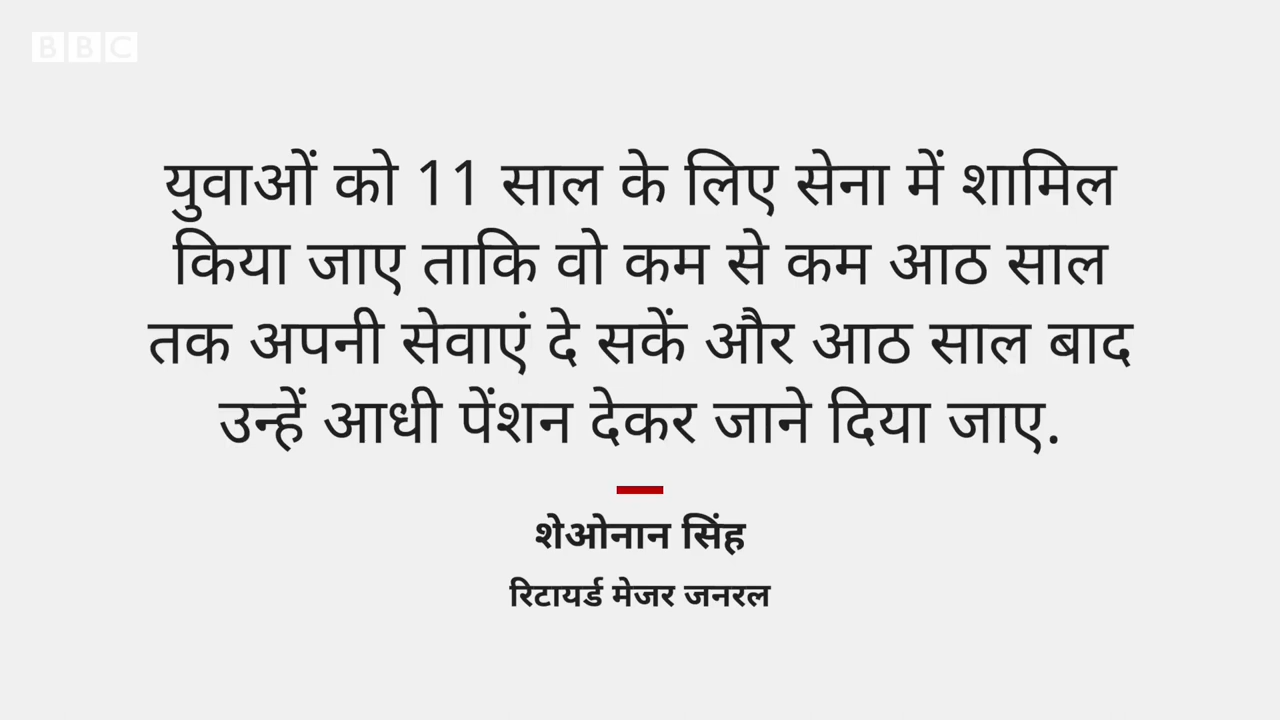 BBC
युवाओं को 11 साल के लिए सेना में शामिल
किया जाए ताकि वो कम से कम आठ साल
तक अपनी सेवाएं दे सकें और आठ साल बाद
उन्हें आधी पेंशन देकर जाने दिया जाए.
शेओनान सिंह
रिटायर्ड मेजर जनरल